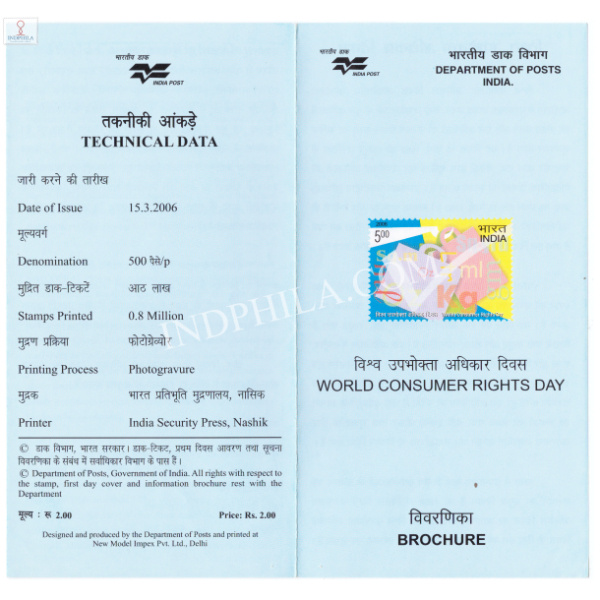 INDPHILA
भारतीय डाक
INDIA POST
तकनीकी आंकड़े
TECHNICAL DATA
जारी करने की तारीख
Date of Issue 15.3.2006
मूल्यवर्ग
Denomination 500 पैसे/p
मुद्रित डाक-टिकटें आठ लाख
Stamps Printed 0.8 Million
मुद्रण प्रक्रिया फोटोग्रेव्योर
Printing Process Photogravure
मुद्रक भारत प्रतिभूति मुद्रणालय, नासिक
Printer India Security Press, Nashik
© डाक विभाग, भारत सरकार। डाक-टिकट, प्रथम दिवस आवरण तथा सूचना
विवरणिका के संबंध में सर्वाधिकार विभाग के पास हैं।
© Department of Posts, Government of India. All rights with respect to
the stamp, first day cover and information brochure rest with the
Department
मूल्य : रु 2.00 Price: Rs. 2.00
Designed and produced by the Department of Posts and printed at
New Model Impex Pvt. Ltd., Delhi
भारतीय डाक
INDIA POST
भारतीय डाक विभाग
DEPARTMENT OF POSTS
INDIA.
5.00
भारत
INDIA
ml
Kg
विश्व उपभोक्ता अधिकार दिवस
WORLD CONSUMER RIGHTS DAY
विवरणिका
BROCHURE
INDPHILA.COM